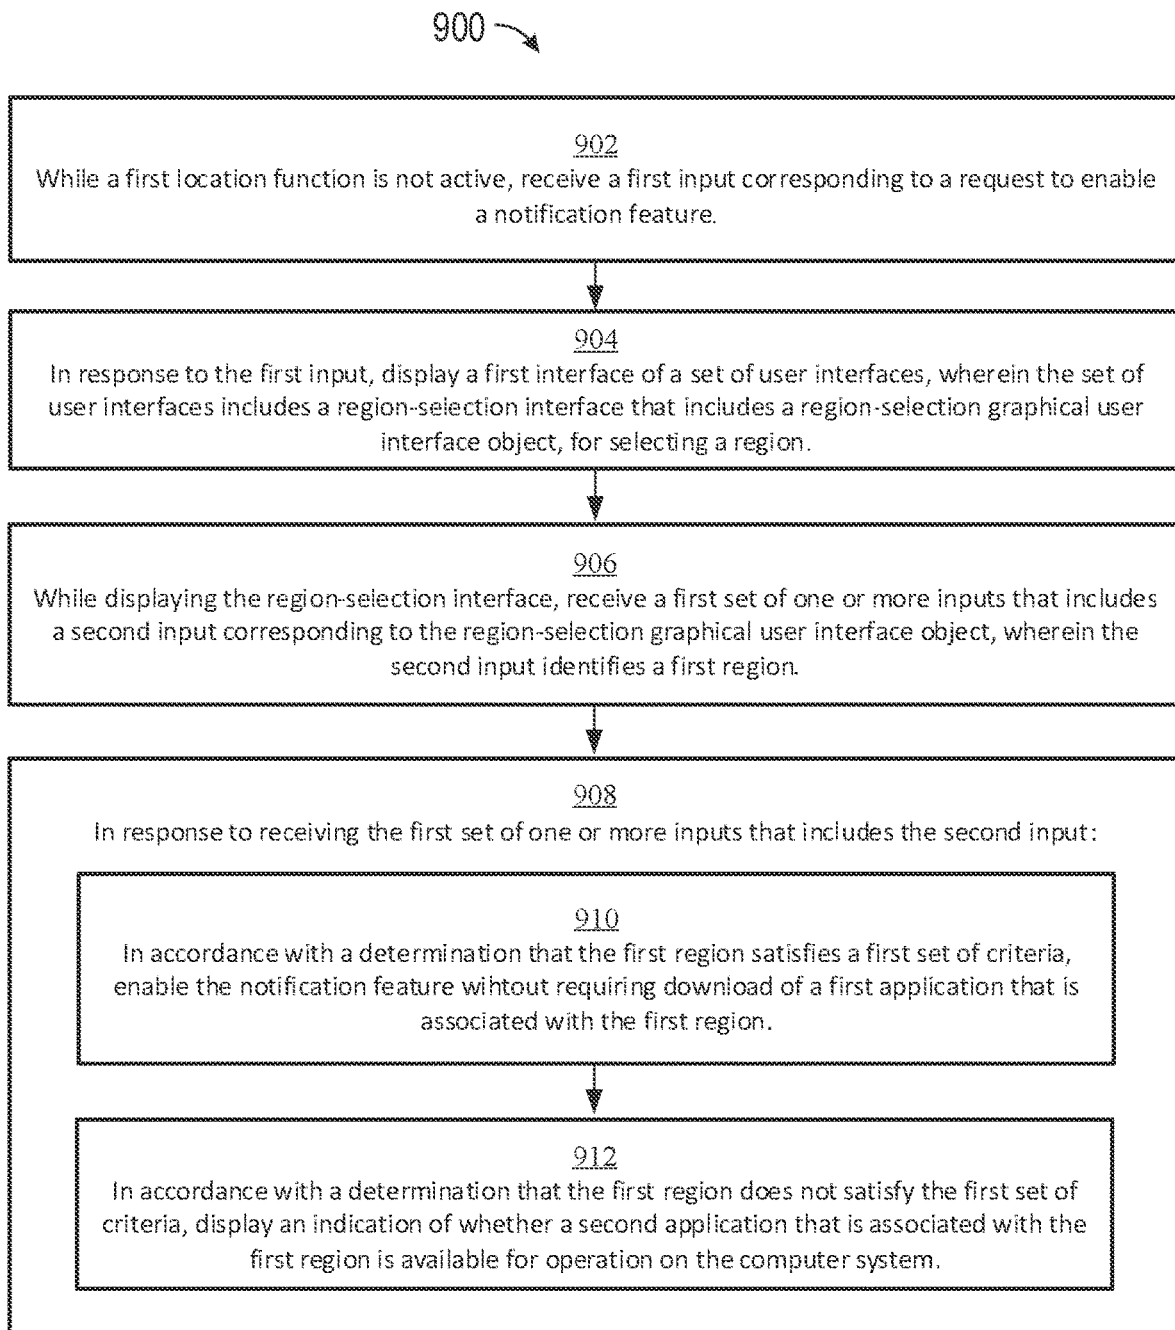 900
902
While a first location function is not active, receive a first input corresponding to a request to enable
a notification feature.
904
In response to the first input, display a first interface of a set of user interfaces, wherein the set of
user interfaces includes a region-selection interface that includes a region-selection graphical user
interface object, for selecting a region.
906
While displaying the region-selection interface, receive a first set of one or more inputs that includes
a second input corresponding to the region-selection graphical user interface object, wherein the
second input identifies a first region.
908
In response to receiving the first set of one or more inputs that includes the second input:
910
In accordance with a determination that the first region satisfies a first set of criteria,
enable the notification feature wihtout requiring download of a first application that is
associated with the first region.
912
In accordance with a determination that the first region does not satisfy the first set of
criteria, display an indication of whether a second application that is associated with the
first region is available for operation on the computer system.